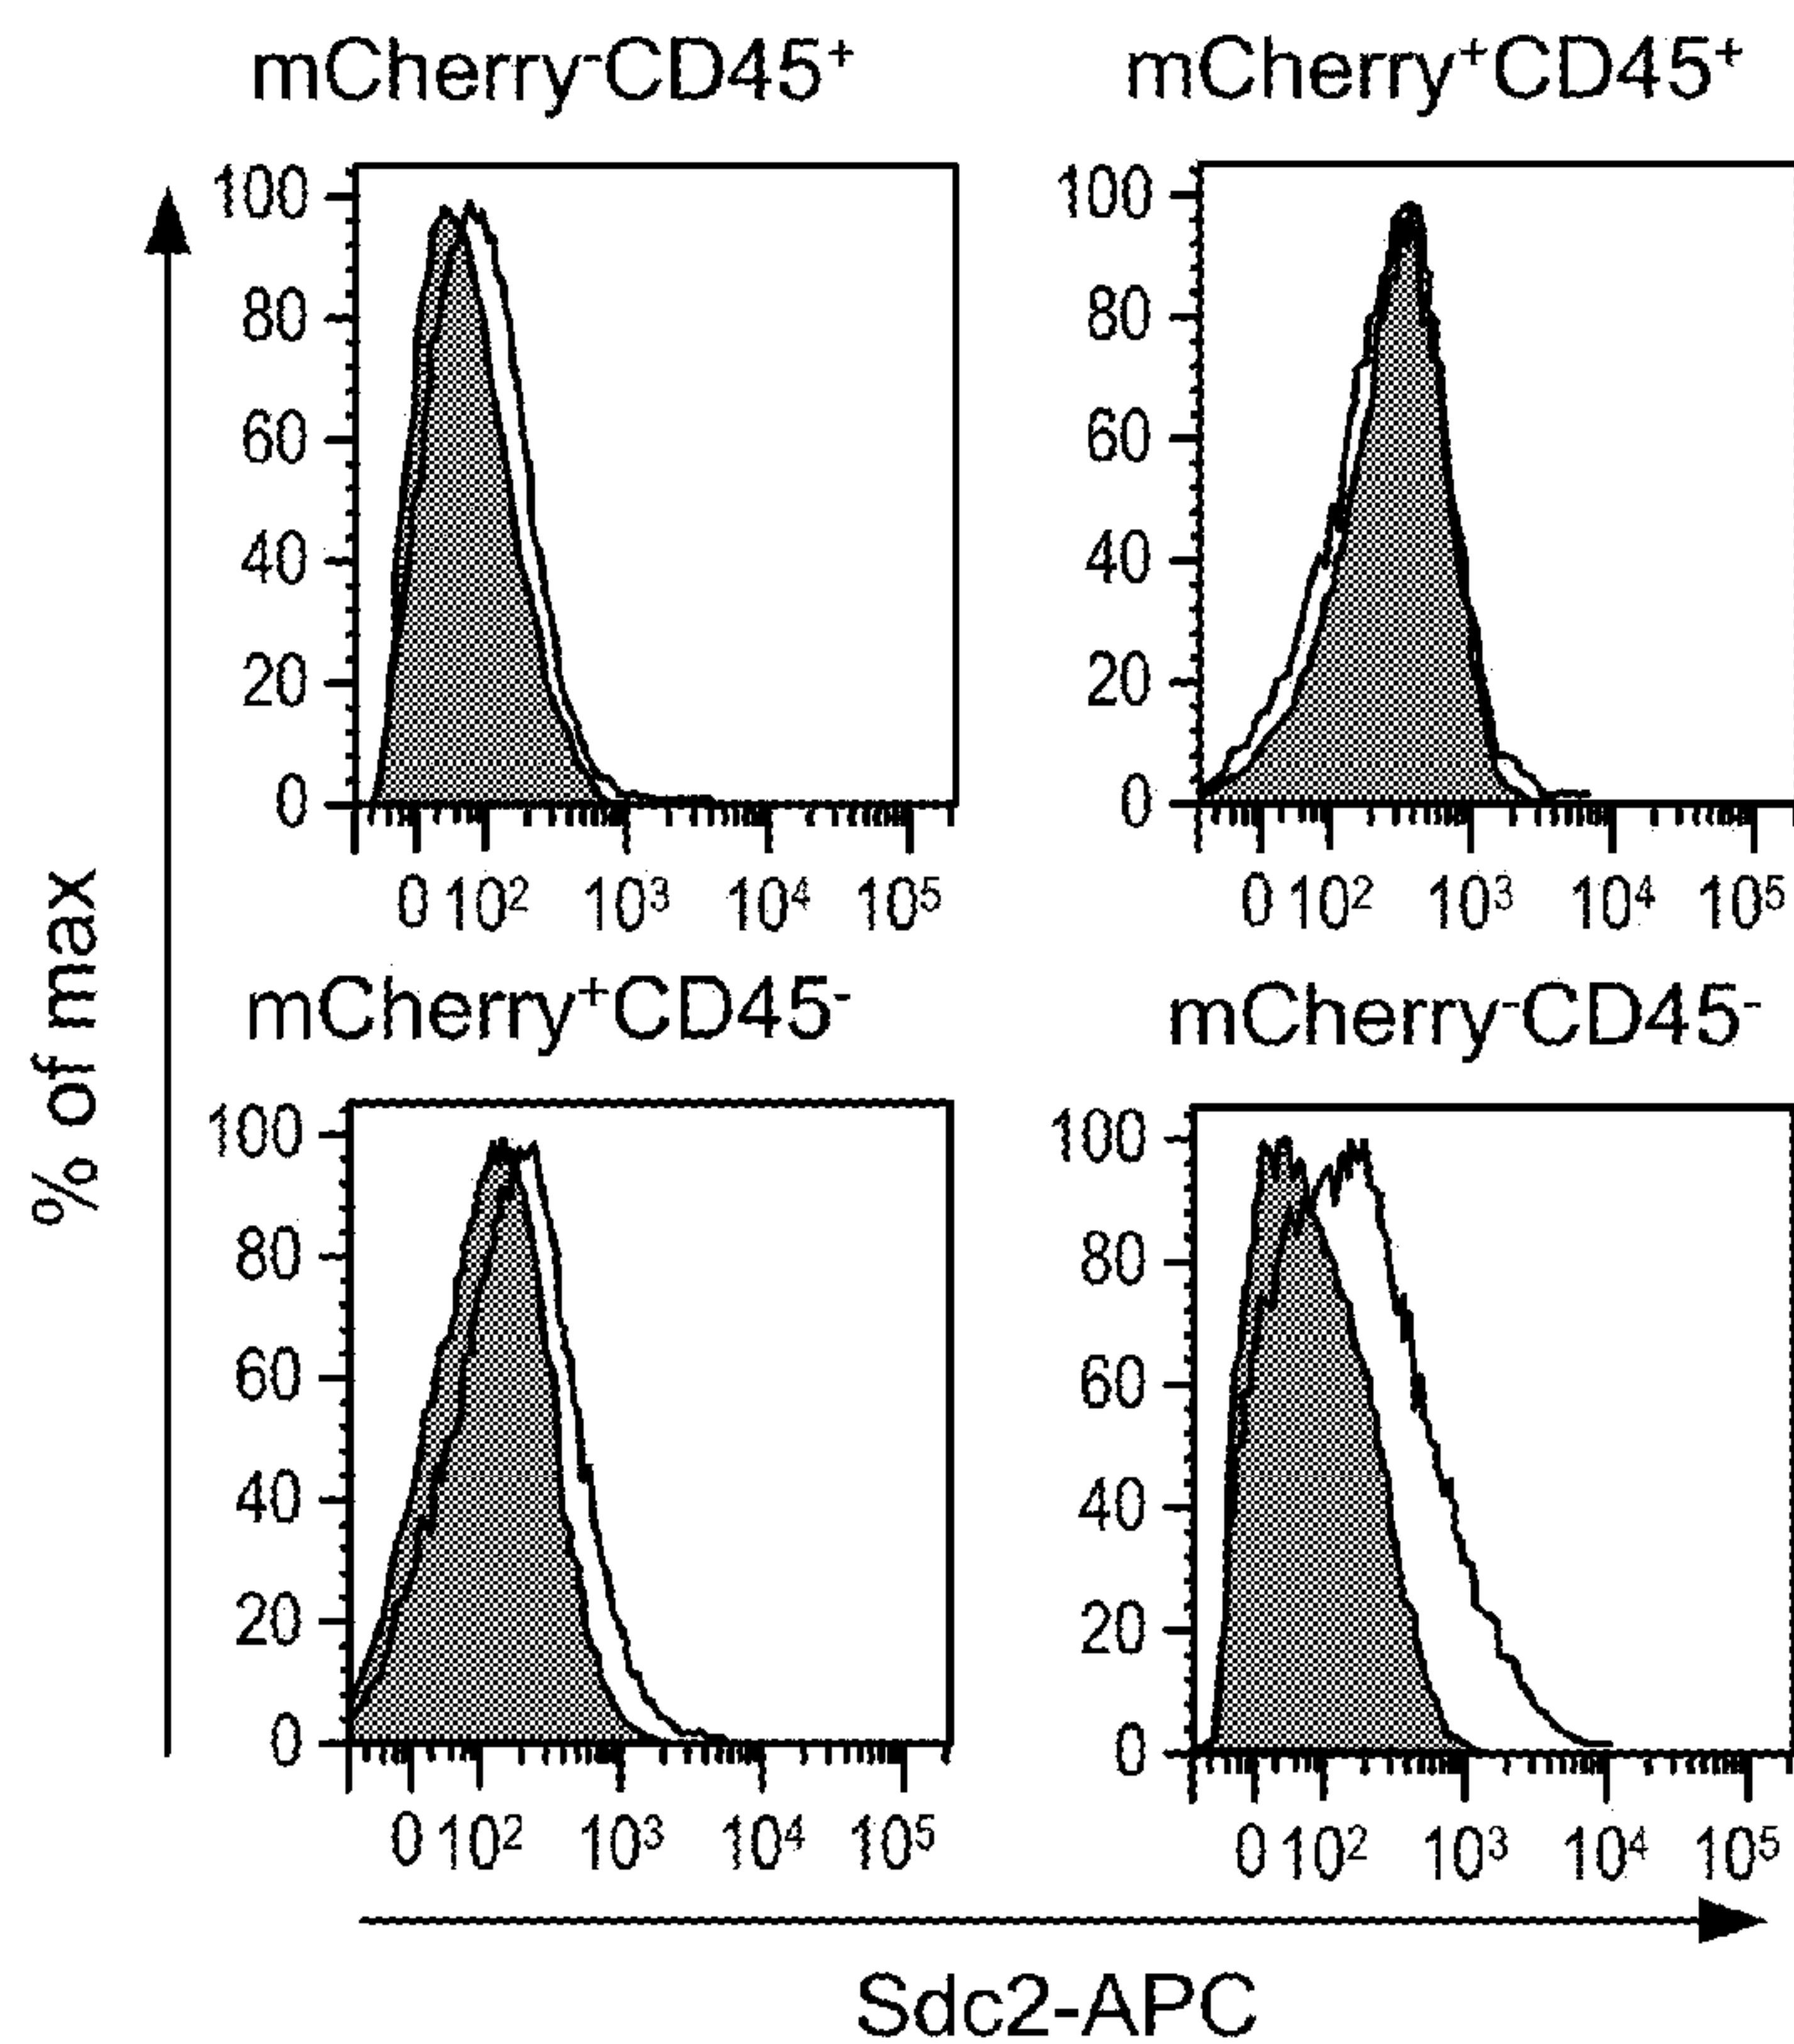 mCherry⁻CD45⁺ mCherry⁺CD45⁺
100 100
80 80
60 60
40 40
20 20
0 0
0 10² 10³ 10⁴ 10⁵ 0 10² 10³ 10⁴ 10⁵
% of max
mCherry⁺CD45⁻ mCherry⁻CD45⁻
100 100
80 80
60 60
40 40
20 20
0 0
0 10² 10³ 10⁴ 10⁵ 0 10² 10³ 10⁴ 10⁵
Sdc2-APC